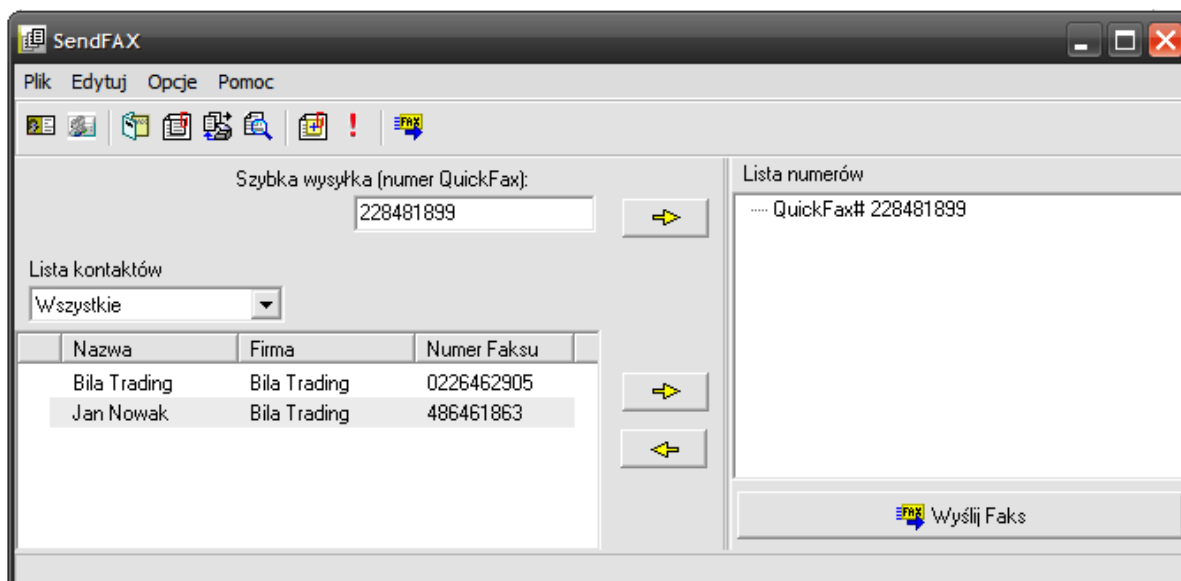 SendFAX
Plik Edytuj Opcje Pomoc
Szybka wysyłka (numer QuickFax):
228481899
Lista kontaktów
Wszystkie
Nazwa Firma Numer Faksu
Bila Trading Bila Trading 0226462905
Jan Nowak Bila Trading 486461863
Lista numerów
QuickFax# 228481899
FAX Wyślij Faks